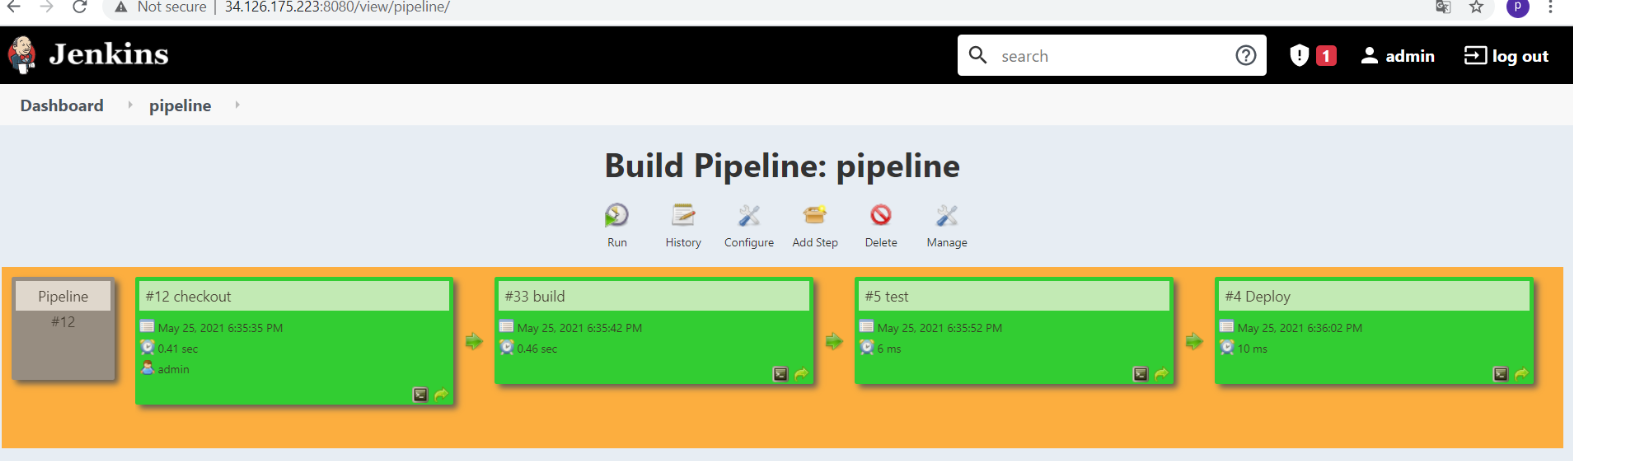 Not secure | 34.126.175.223:8080/view/pipeline/
p
Jenkins
search
1
admin
log out
Dashboard
pipeline
Build Pipeline: pipeline
Run
History
Configure
Add Step
Delete
Manage
Pipeline
#12
#12 checkout
May 25, 2021 6:35:35 PM
0.41 sec
admin
#33 build
May 25, 2021 6:35:42 PM
0.46 sec
#5 test
May 25, 2021 6:35:52 PM
6 ms
#4 Deploy
May 25, 2021 6:36:02 PM
10 ms